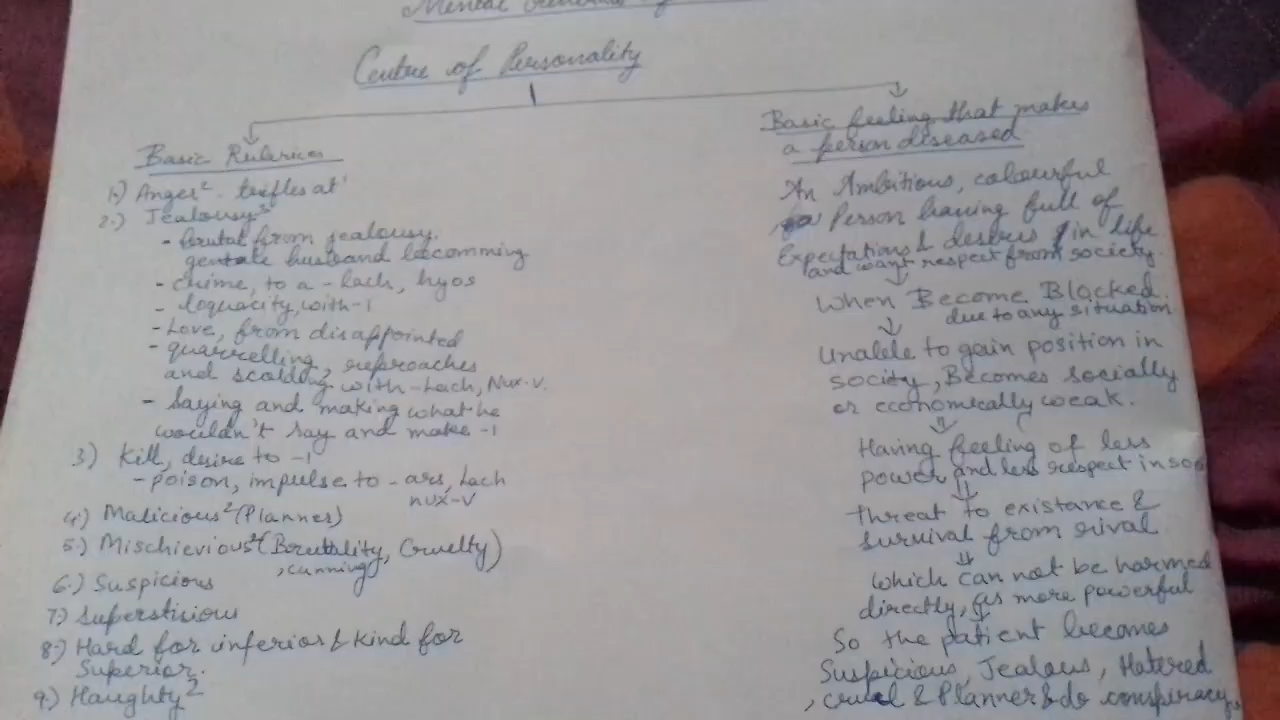 Mental
Centre of Personality
Basic Rubrics
1.) Anger². trifles at¹
2.) Jealousy³
- brutal from jealousy.
gentale husband becomming
- crime, to a - lach, hyos
- loquacity, with - 1
- Love, from disappointed
- quarrelling, reproaches
and scolding with - Lach, Nux-v.
- Saying and making what he
wouldn't say and make - 1
3) Kill, desire to - 1
- poison, impulse to - ars, Lach
nux-v
4.) Malicious² (Planner)
5.) Mischievious² (Brutality, Cruelty)
, cunning
6.) Suspicious
7.) Superstisious
8.) Hard for inferior & Kind for
Superior.
9.) Haughty²
Basic feeling that makes
a person diseased
An Ambitious, colourful
Person having full of
Expectations & desires in life
and want respect from society.
When Become Blocked.
due to any situation
Unable to gain position in
society, Becomes socially
or economically weak.
Having feeling of less
power and less respect in soc
threat to existance &
survival from rival
Which can not be harmed
directly, as more powerful
So the patient becomes
Suspicious, Jealous, Hatered
, cruel & Planner & do conspiracy.